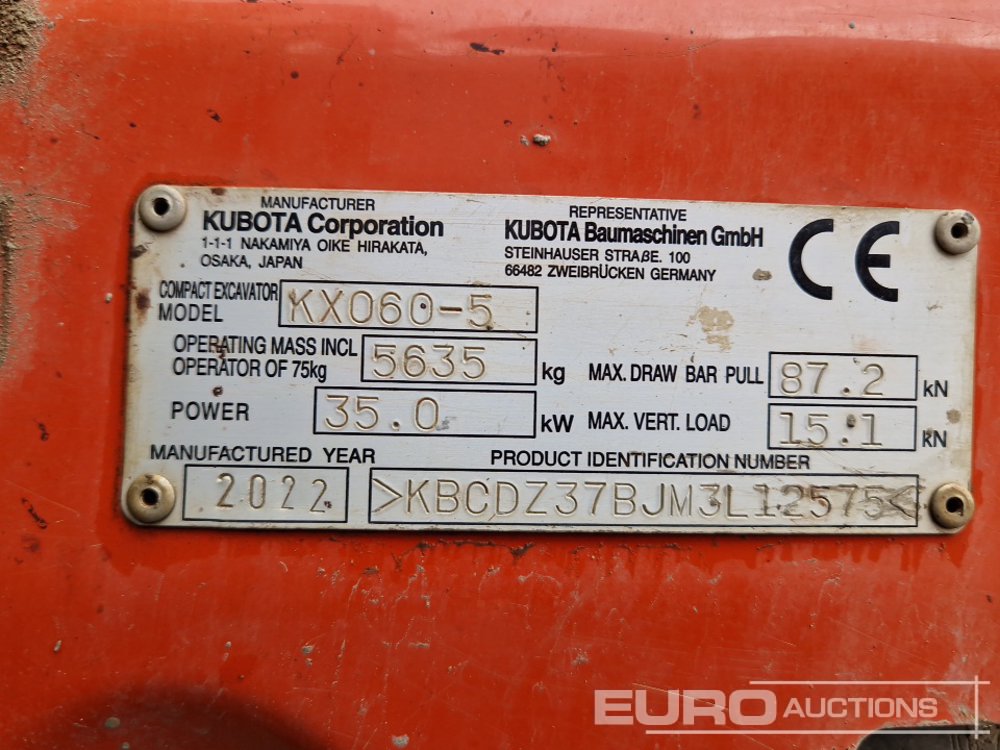 MANUFACTURER
KUBOTA Corporation
1-1-1 NAKAMIYA OIKE HIRAKATA,
OSAKA, JAPAN
REPRESENTATIVE
KUBOTA Baumaschinen GmbH
STEINHAUSER STRAßE. 100
66482 ZWEIBRÜCKEN GERMANY
CE
COMPACT EXCAVATOR
MODEL KX060-5
OPERATING MASS INCL
OPERATOR OF 75kg 5635 kg
MAX. DRAW BAR PULL 87.2 kN
POWER 35.0 kW
MAX. VERT. LOAD 15.1 kN
MANUFACTURED YEAR
2022
PRODUCT IDENTIFICATION NUMBER
>KBCDZ37BJM3L12575<
EURO AUCTIONS